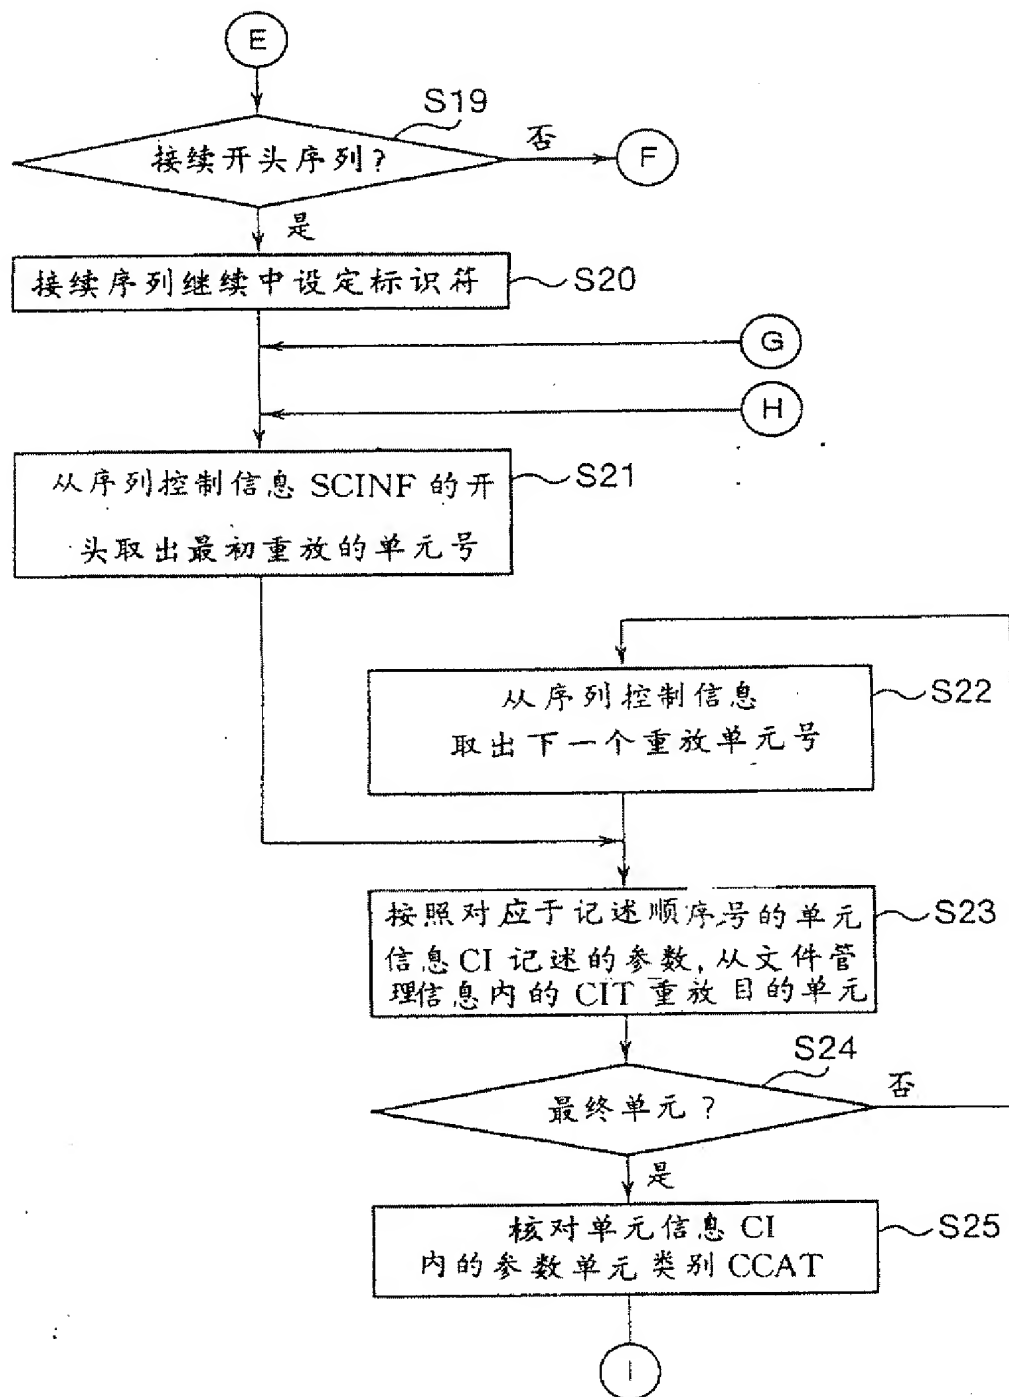 E
S19
接续开头序列?
否
F
是
接续序列继续中设定标识符
S20
G
H
从序列控制信息 SCINF 的开
头取出最初重放的单元号
S21
从序列控制信息
取出下一个重放单元号
S22
按照对应于记述顺序号的单元
信息 CI 记述的参数,从文件管
理信息内的 CIT 重放目的单元
S23
S24
最终单元?
否
是
核对单元信息 CI
内的参数单元类别 CCAT
S25
I